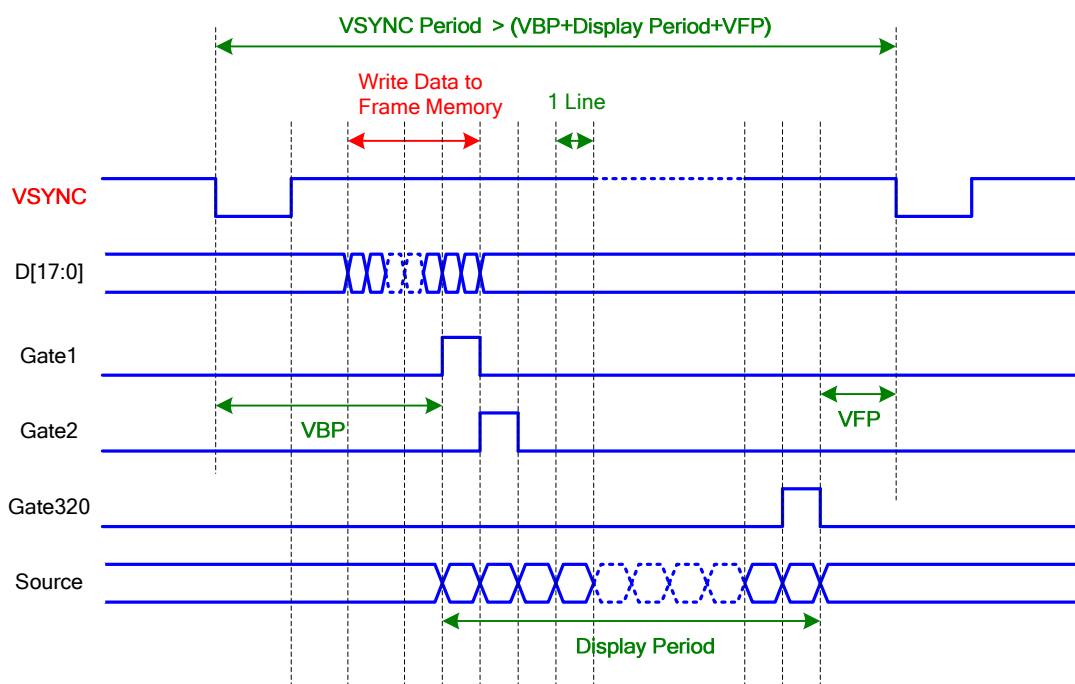 VSYNC Period > (VBP+Display Period+VFP)
Write Data to
Frame Memory
1 Line
VSYNC
D[17:0]
Gate1
VBP
VFP
Gate2
Gate320
Source
Display Period